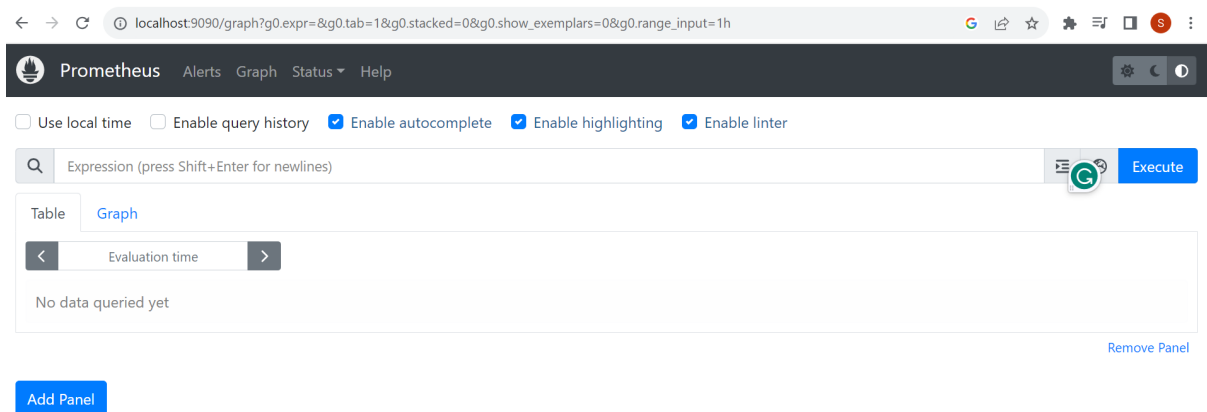 localhost:9090/graph?g0.expr=&g0.tab=1&g0.stacked=0&g0.show_exemplars=0&g0.range_input=1h G S
Prometheus Alerts Graph Status Help
Use local time Enable query history Enable autocomplete Enable highlighting Enable linter
Expression (press Shift+Enter for newlines) G Execute
Table Graph
Evaluation time
No data queried yet
Remove Panel
Add Panel